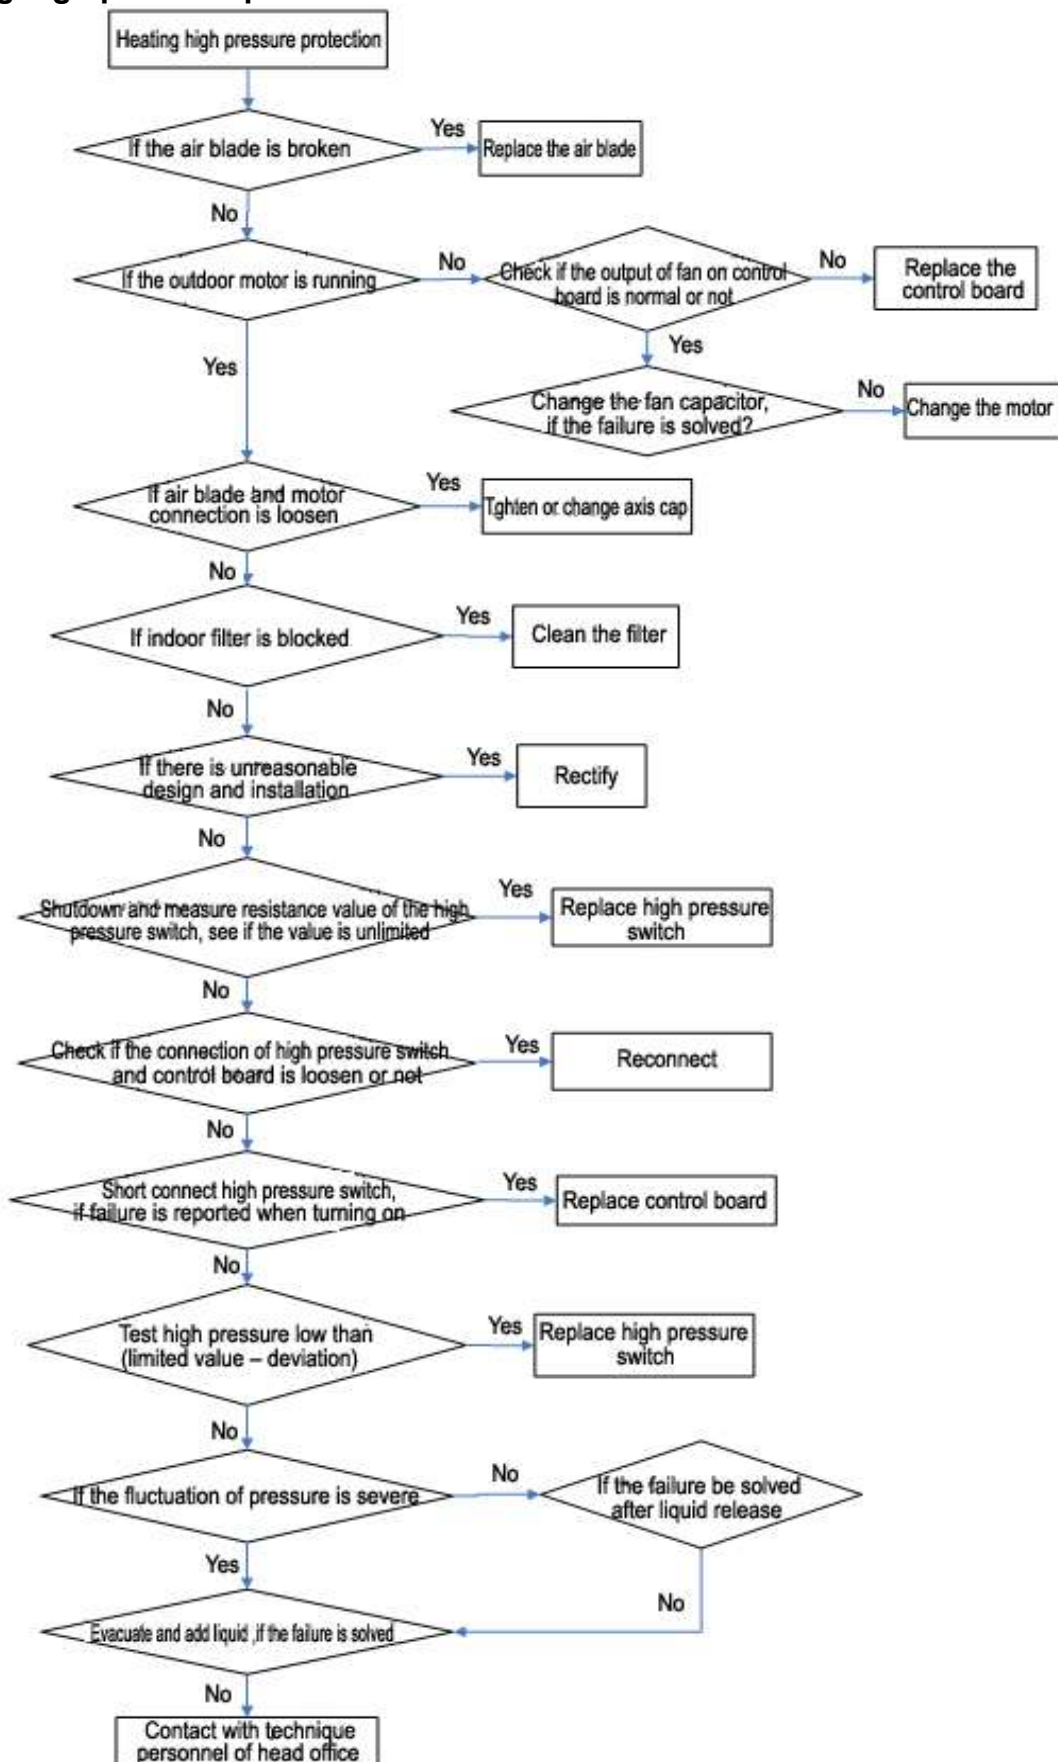 Heating high pressure protection
If the air blade is broken
Yes
Replace the air blade
No
If the outdoor motor is running
No
Check if the output of fan on control
board is normal or not
No
Replace the
control board
Yes
Yes
Change the fan capacitor,
if the failure is solved?
No
Change the motor
If air blade and motor
connection is loosen
Yes
Tghten or change axis cap
No
If indoor filter is blocked
Yes
Clean the filter
No
If there is unreasonable
design and installation
Yes
Rectify
No
Shutdown and measure resistance value of the high
pressure switch, see if the value is unlimited
Yes
Replace high pressure
switch
No
Check if the connection of high pressure switch
and control board is loosen or not
Yes
Reconnect
No
Short connect high pressure switch,
if failure is reported when turning on
Yes
Replace control board
No
Test high pressure low than
(limited value – deviation)
Yes
Replace high pressure
switch
No
If the fluctuation of pressure is severe
No
If the failure be solved
after liquid release
Yes
No
Evacuate and add liquid ,if the failure is solved
No
Contact with technique
personnel of head office